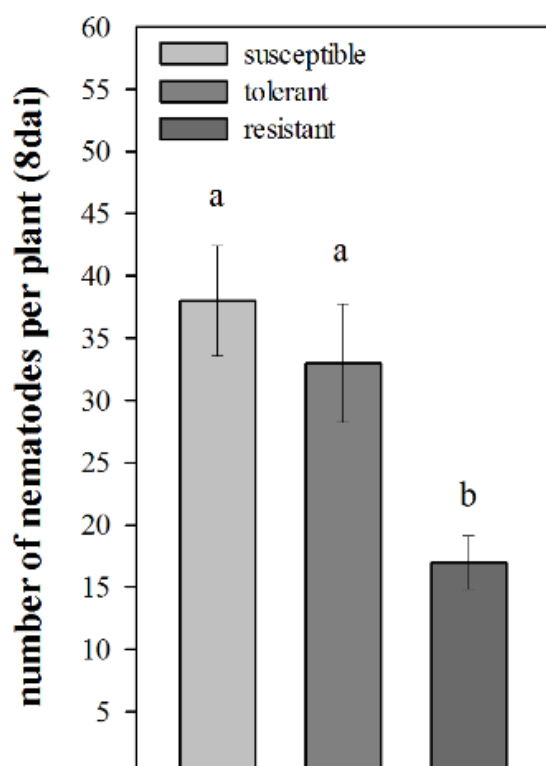 number of nematodes per plant (8dai)
60
55
50
45
40
35
30
25
20
15
10
5
susceptible
tolerant
resistant
a
a
b